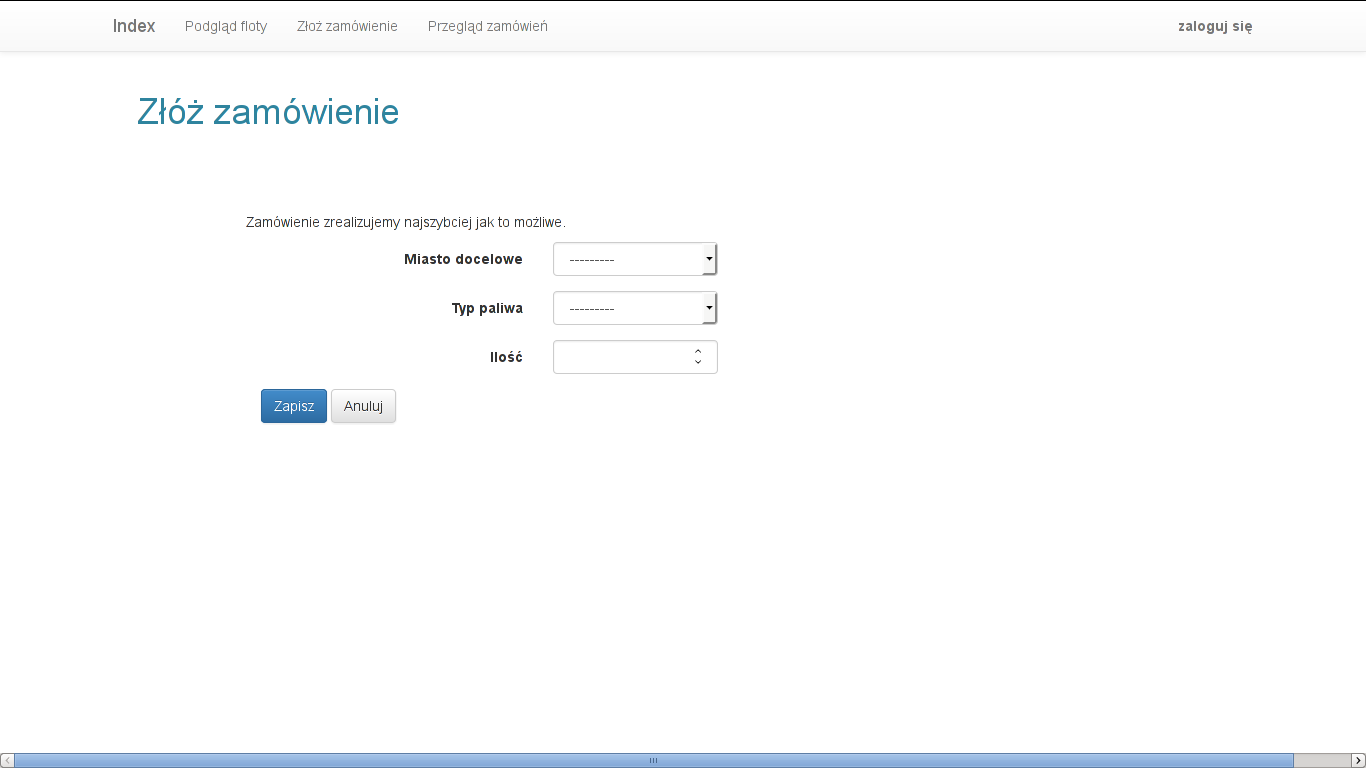 Index Podgląd floty Złoż zamówienie Przegląd zamówień zaloguj się
Złóż zamówienie
Zamówienie zrealizujemy najszybciej jak to możliwe.
Miasto docelowe ---------
Typ paliwa ---------
Ilość
Zapisz Anuluj